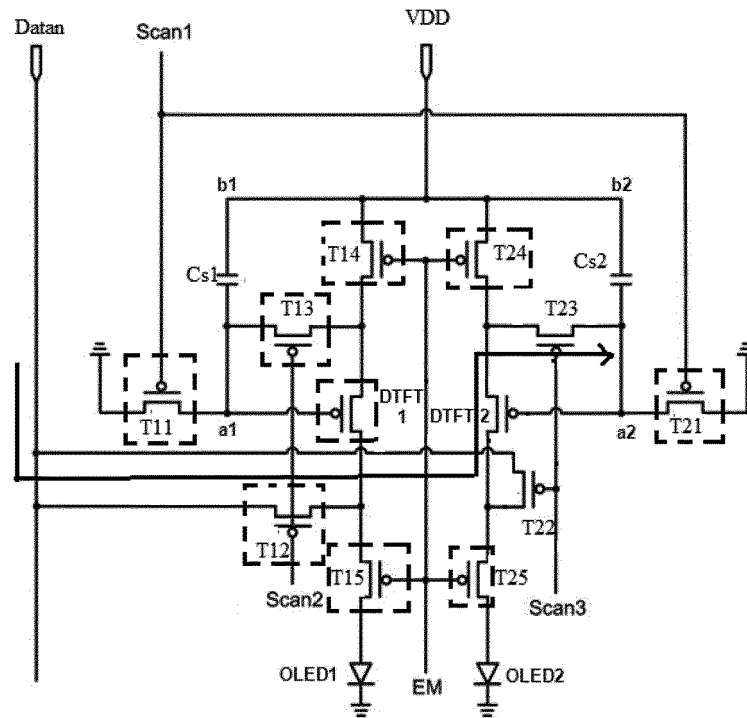 Datan
Scan1
VDD
b1
b2
T14
T24
Cs1
Cs2
T13
T23
DTFT
1
DTFT 2
T11
a1
a2
T21
T22
T12
T15
T25
Scan2
Scan3
OLED1
EM
OLED2